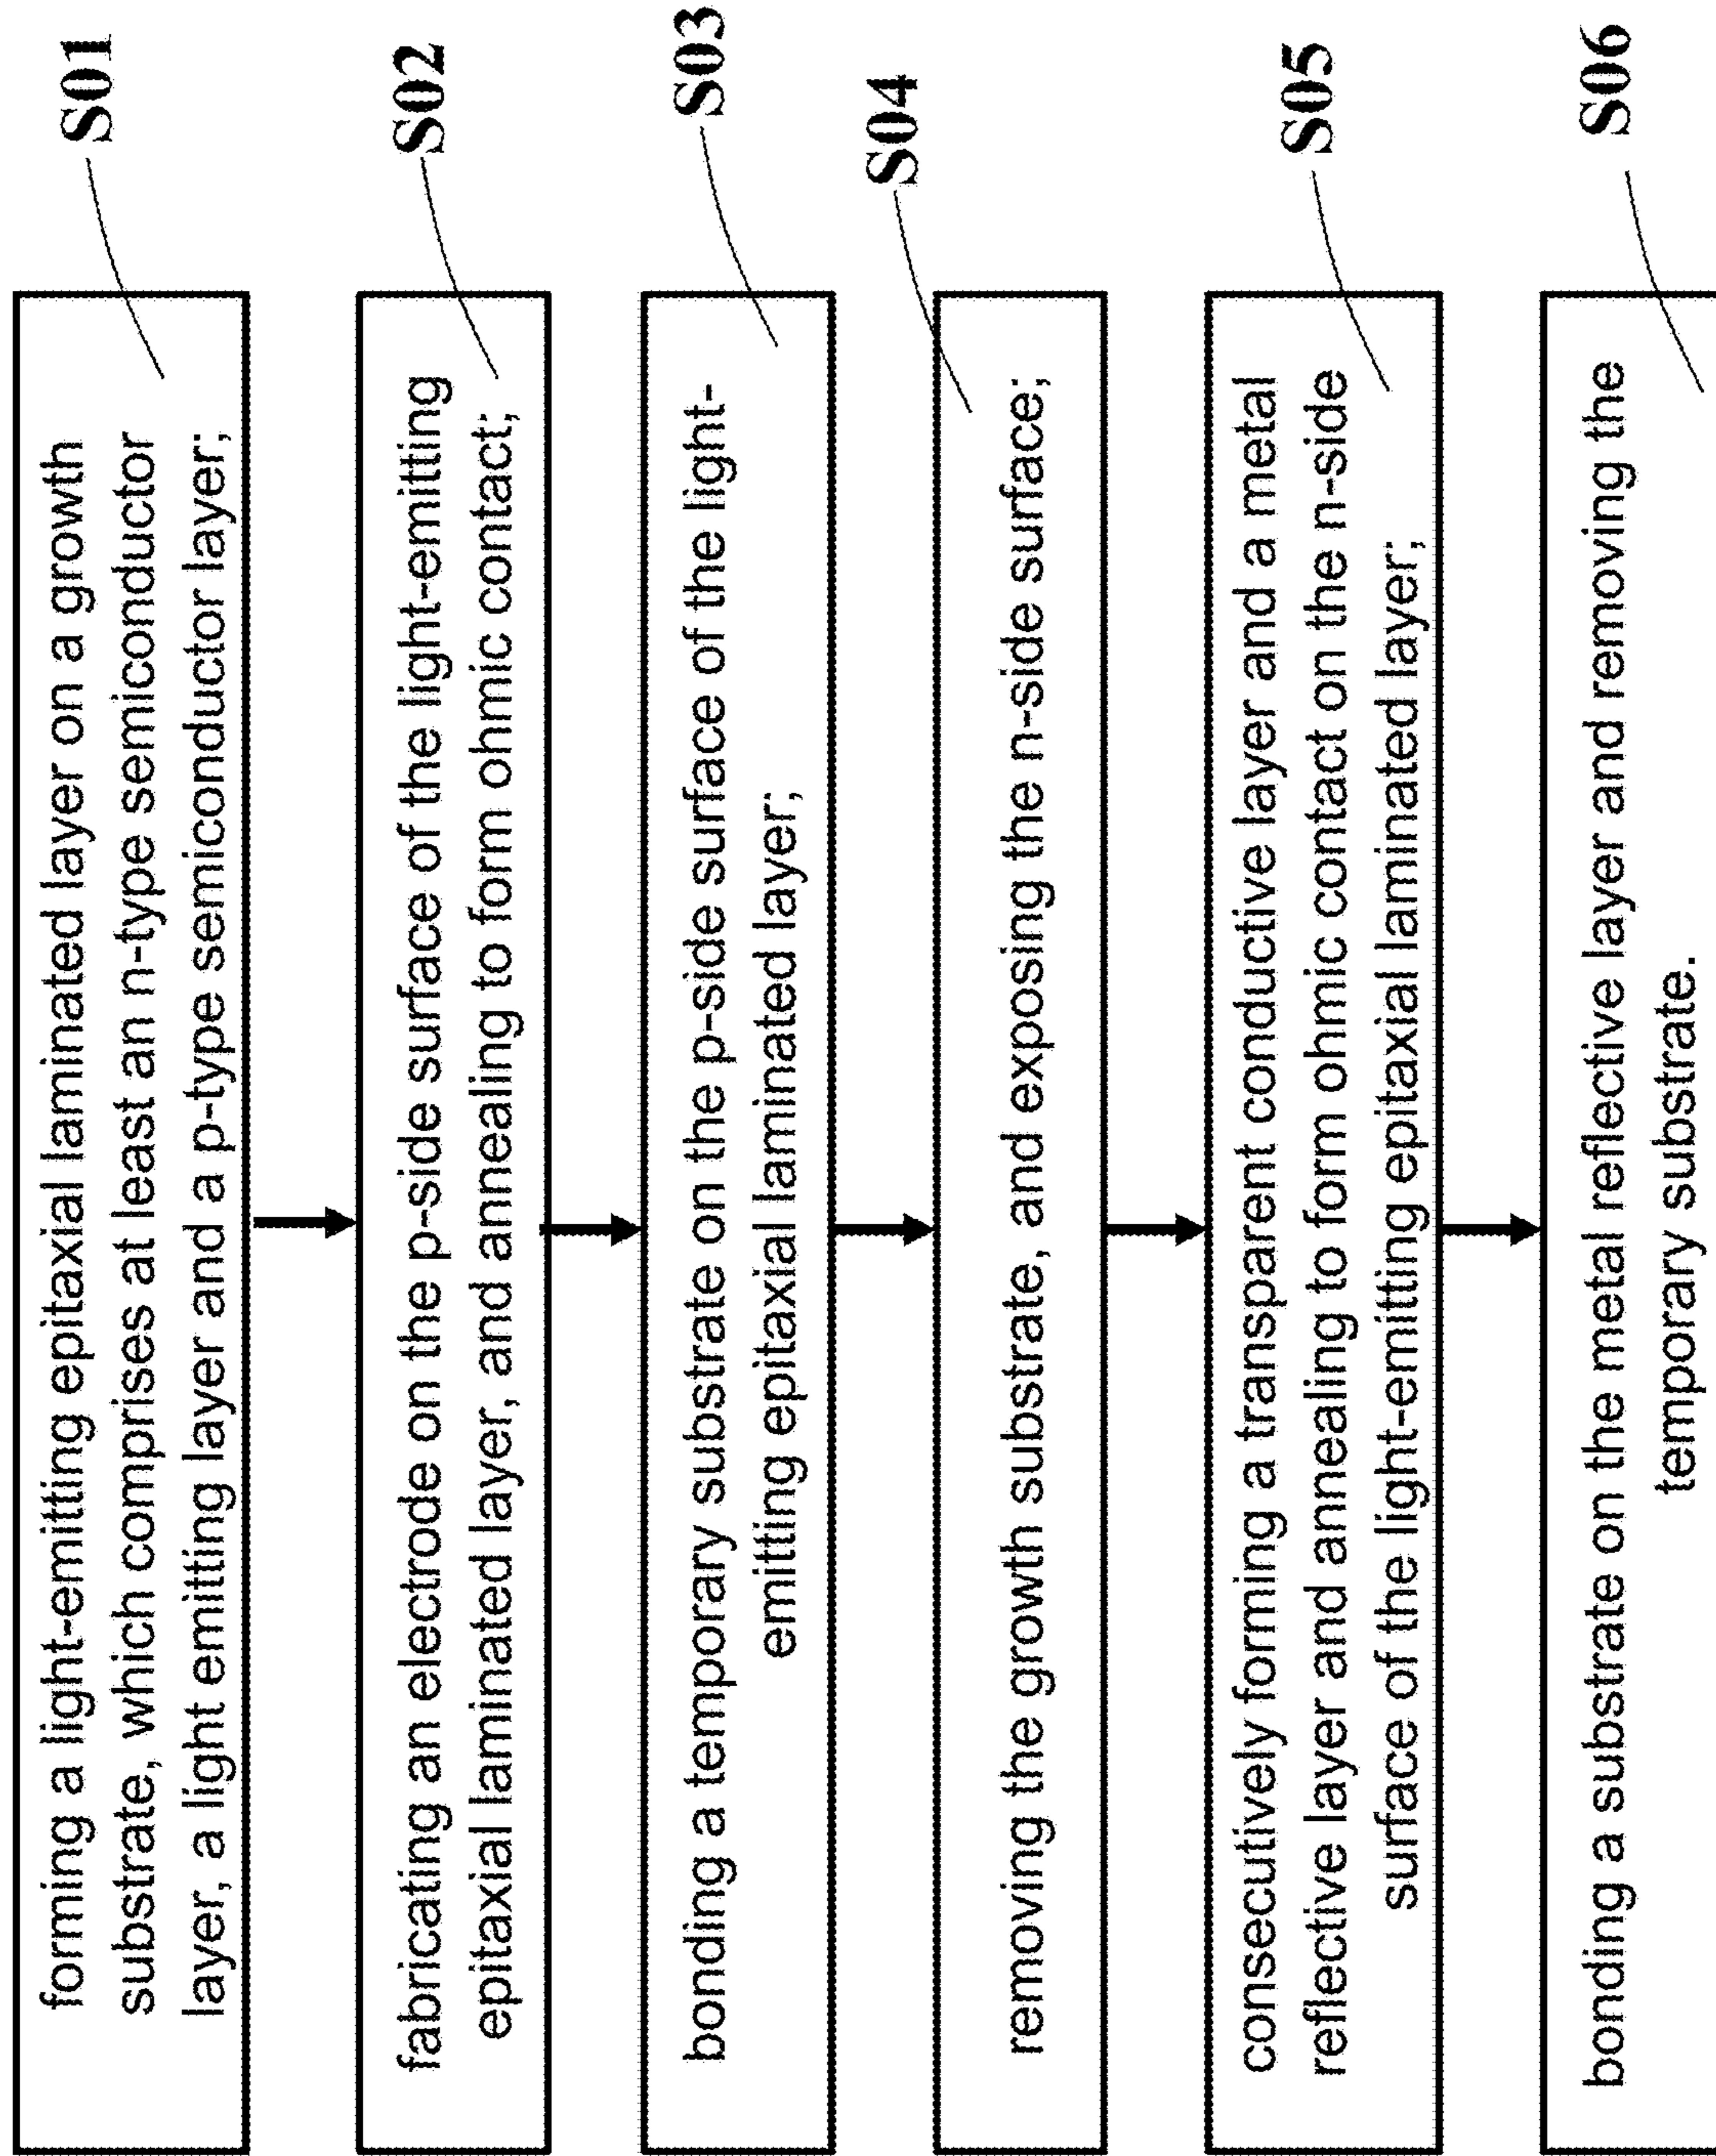 forming a light-emitting epitaxial laminated layer on a growth
substrate, which comprises at least an n-type semiconductor
layer, a light emitting layer and a p-type semiconductor layer;
S01
fabricating an electrode on the p-side surface of the light-emitting
epitaxial laminated layer, and annealing to form ohmic contact;
S02
bonding a temporary substrate on the p-side surface of the light-
emitting epitaxial laminated layer;
S03
removing the growth substrate, and exposing the n-side surface;
S04
consecutively forming a transparent conductive layer and a metal
reflective layer and annealing to form ohmic contact on the n-side
surface of the light-emitting epitaxial laminated layer;
S05
bonding a substrate on the metal reflective layer and removing the
temporary substrate.
S06